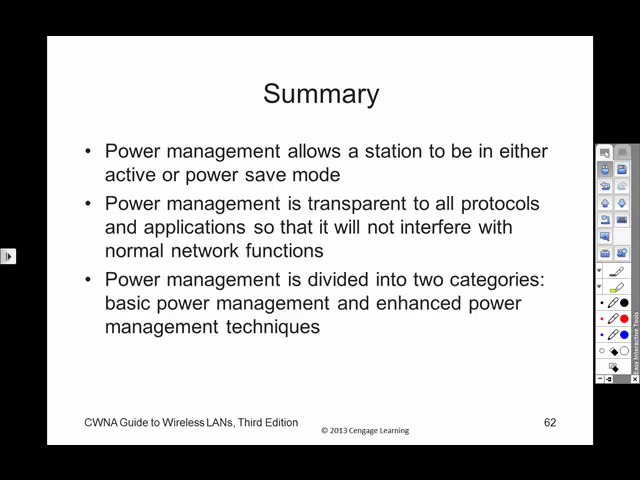 Summary
• Power management allows a station to be in either
active or power save mode
• Power management is transparent to all protocols
and applications so that it will not interfere with
normal network functions
• Power management is divided into two categories:
basic power management and enhanced power
management techniques
CWNA Guide to Wireless LANs, Third Edition
© 2013 Cengage Learning
62
Easy Interactive Tools